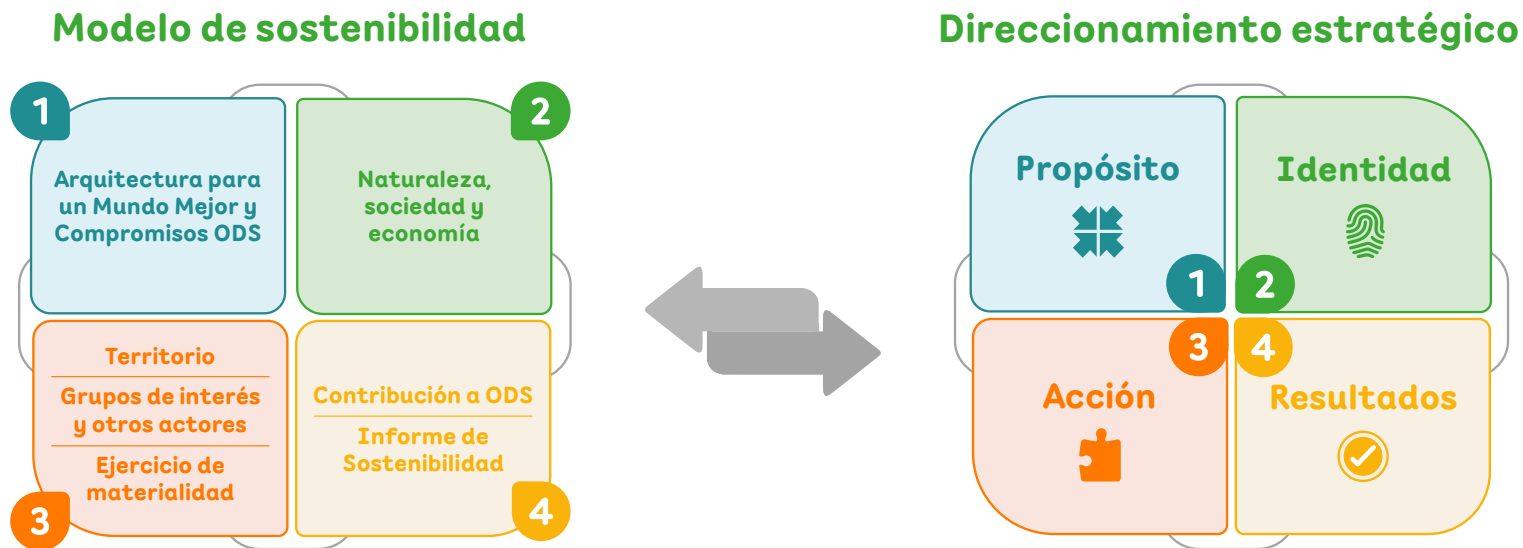 Modelo de sostenibilidad
1
2
Arquitectura para
un Mundo Mejor y
Compromisos ODS
Naturaleza,
sociedad y
economía
Territorio
Grupos de interés
y otros actores
Ejercicio de
materialidad
3
Contribución a ODS
Informe de
Sostenibilidad
4
Direccionamiento estratégico
Propósito
1
Identidad
2
3
Acción
4
Resultados